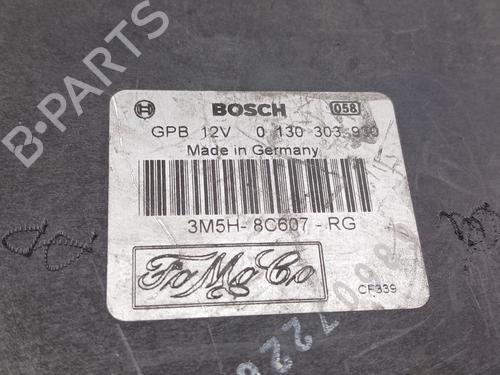 B-PARTS
BOSCH 058
GPB 12V 0 130 303 930
Made in Germany
3M5H- 8C607 - RG
FoMoCo
CF339